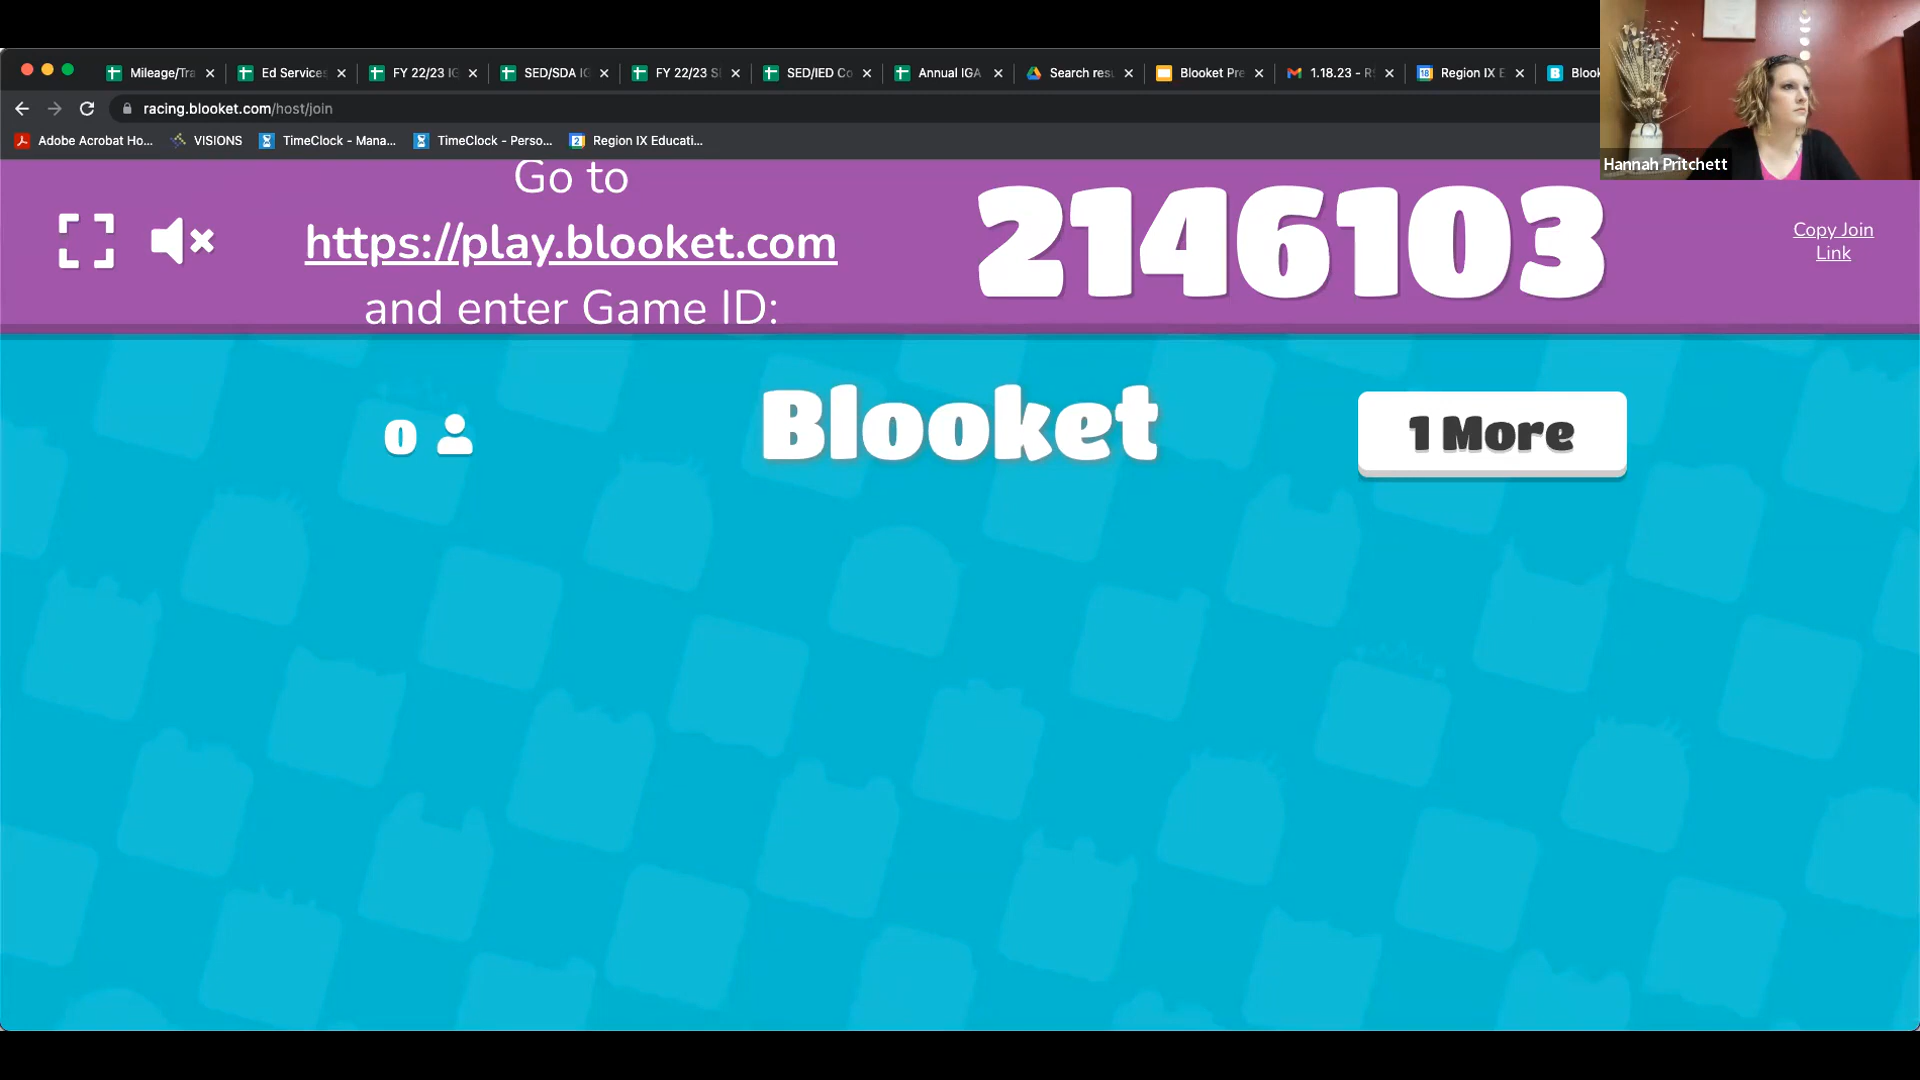 Mileage/Tra
Ed Services
FY 22/23 IG
SED/SDA IG
FY 22/23 S
SED/IED Co
Annual IGA
Search resu
Blooket Pre
1.18.23 - R
Region IX E
Blook
racing.blooket.com/host/join
Adobe Acrobat Ho...
VISIONS
TimeClock - Mana...
TimeClock - Perso...
Region IX Educati...
Hannah Pritchett
Go to
https://play.blooket.com
and enter Game ID:
2146103
Copy Join
Link
0
Blooket
1 More